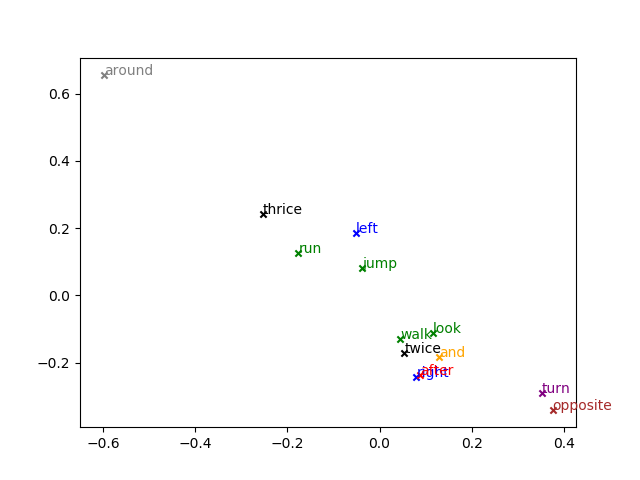 around
0.6
0.4
thrice
0.2
left
run
jump
0.0
look
walk
twice
and
−0.2
after
right
turn
opposite
−0.6
−0.4
−0.2
0.0
0.2
0.4